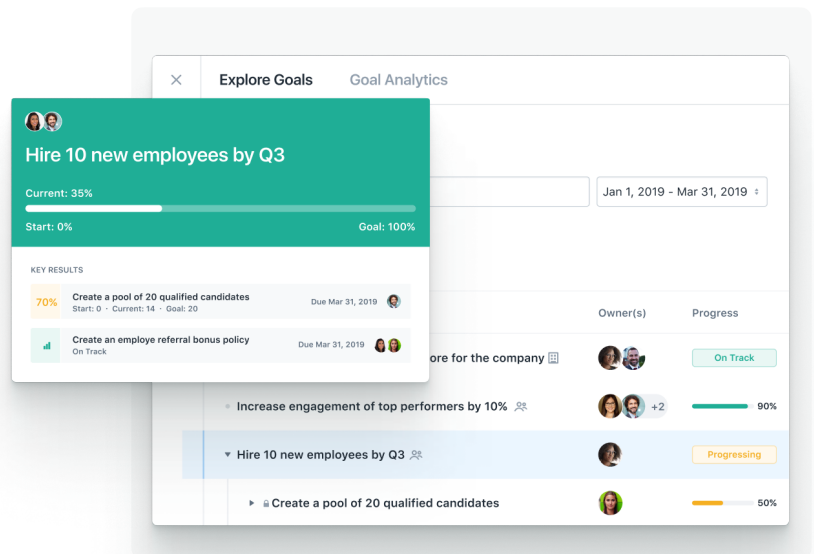 Explore Goals
Goal Analytics
Hire 10 new employees by Q3
Current: 35%
Start: 0%
Goal: 100%
Jan 1, 2019 - Mar 31, 2019
KEY RESULTS
70%
Create a pool of 20 qualified candidates
Start: 0 · Current: 14 · Goal: 20
Due Mar 31, 2019
Create an employe referral bonus policy
On Track
Due Mar 31, 2019
Owner(s)
Progress
ore for the company
On Track
Increase engagement of top performers by 10%
+2
90%
Hire 10 new employees by Q3
Progressing
Create a pool of 20 qualified candidates
50%